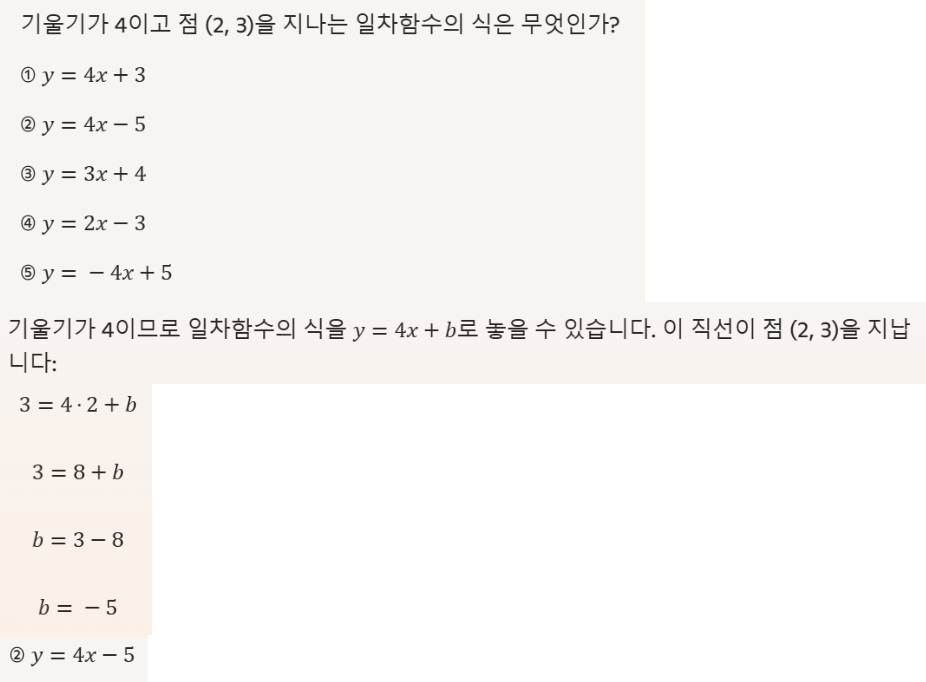 기울기가 4이고 점 (2, 3)을 지나는 일차함수의 식은 무엇인가?
① y = 4x + 3
② y = 4x − 5
③ y = 3x + 4
④ y = 2x − 3
⑤ y = − 4x + 5
기울기가 4이므로 일차함수의 식을 y = 4x + b로 놓을 수 있습니다. 이 직선이 점 (2, 3)을 지납
니다:
3 = 4 · 2 + b
3 = 8 + b
b = 3 − 8
b = − 5
② y = 4x − 5